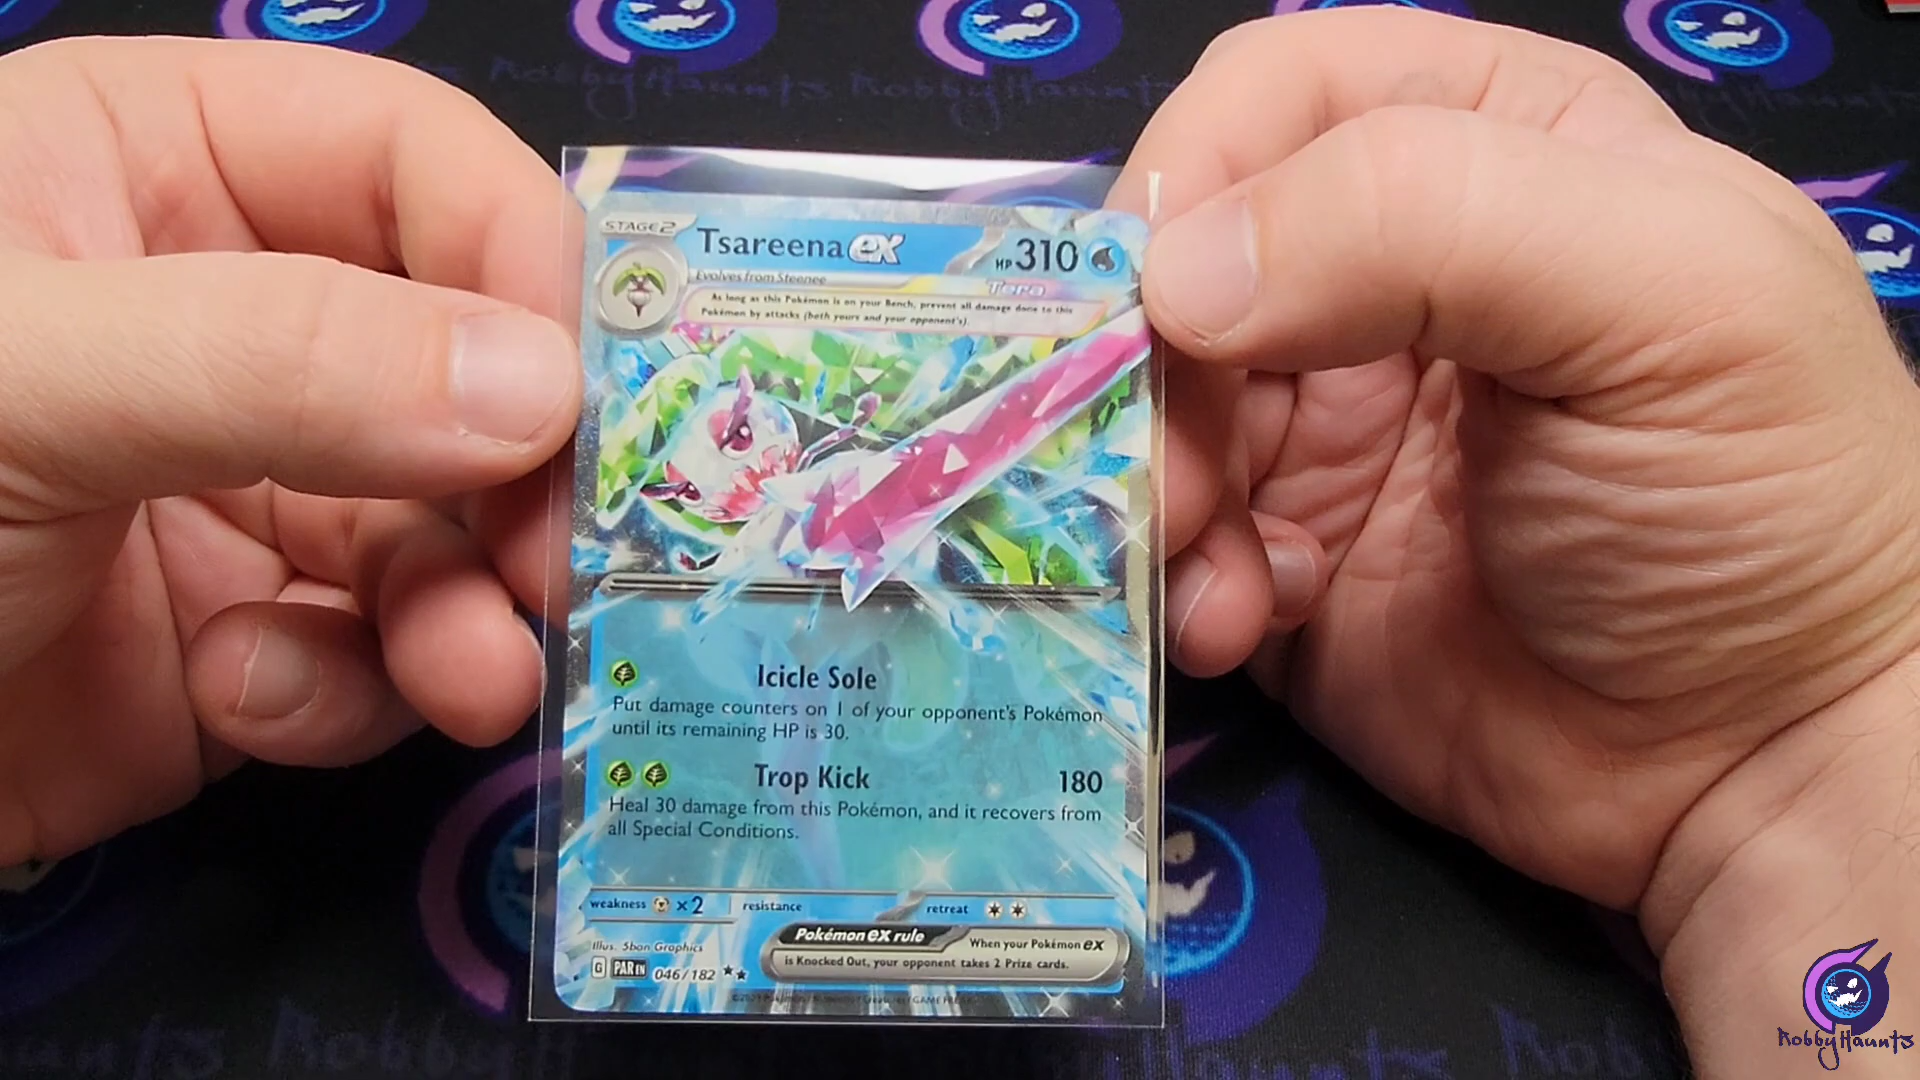 RobbyHaunts RobbyHaunts
STAGE2
Tsareena ex HP 310
Evolves from Steenee
Tera
As long as this Pokémon is on your Bench, prevent all damage done to this
Pokémon by attacks (both yours and your opponent's).
Icicle Sole
Put damage counters on 1 of your opponent's Pokémon
until its remaining HP is 30.
Trop Kick 180
Heal 30 damage from this Pokémon, and it recovers from
all Special Conditions.
weakness ×2 resistance retreat
Illus. 5ban Graphics
Pokémon ex rule When your Pokémon ex
is Knocked Out, your opponent takes 2 Prize cards.
G PAR EN 046/182
RobbyHaunts